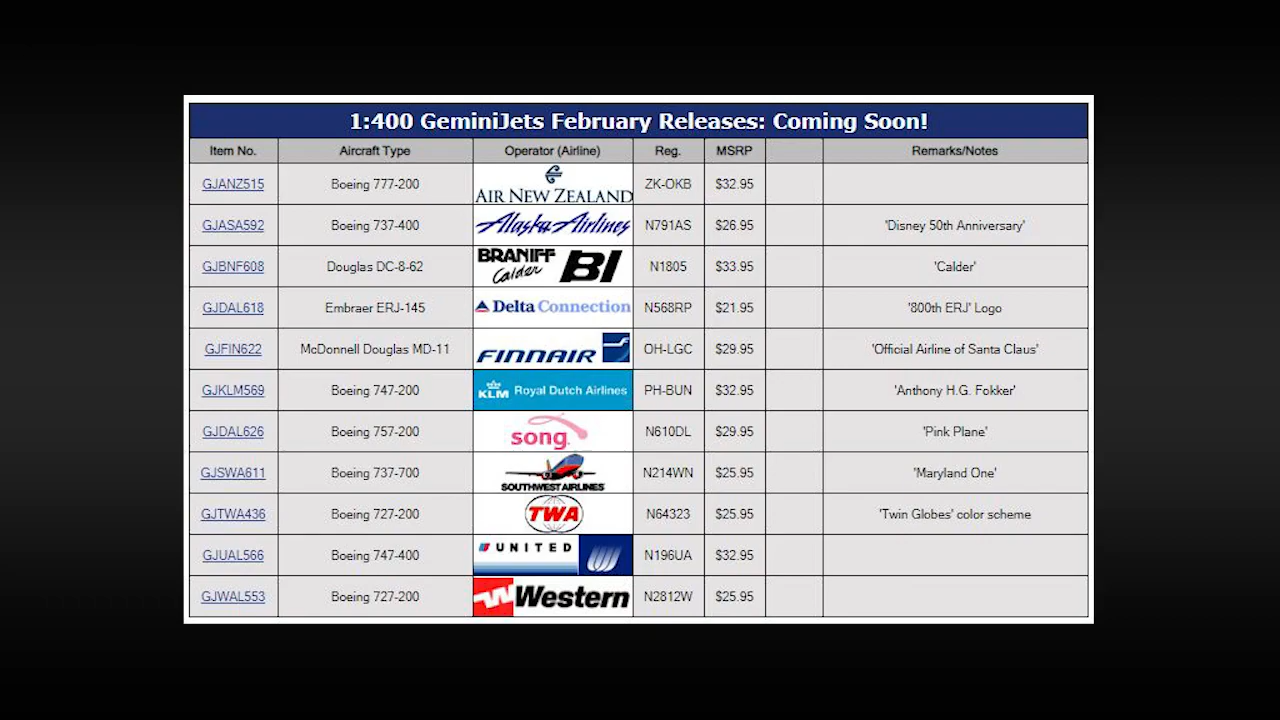 1:400 GeminiJets February Releases: Coming Soon!
Item No. Aircraft Type Operator (Airline) Reg. MSRP Remarks/Notes
GJANZ515 Boeing 777-200 AIR NEW ZEALAND ZK-OKB $32.95
GJASA592 Boeing 737-400 Alaska Airlines N791AS $26.95 'Disney 50th Anniversary'
GJBNF608 Douglas DC-8-62 BRANIFF Calder BI N1805 $33.95 'Calder'
GJDAL618 Embraer ERJ-145 Delta Connection N568RP $21.95 '800th ERJ' Logo
GJFIN622 McDonnell Douglas MD-11 FINNAIR OH-LGC $29.95 'Official Airline of Santa Claus'
GJKLM569 Boeing 747-200 KLM Royal Dutch Airlines PH-BUN $32.95 'Anthony H.G. Fokker'
GJDAL626 Boeing 757-200 song N610DL $29.95 'Pink Plane'
GJSWA611 Boeing 737-700 SOUTHWEST AIRLINES N214WN $25.95 'Maryland One'
GJTWA436 Boeing 727-200 TWA N64323 $25.95 'Twin Globes' color scheme
GJUAL566 Boeing 747-400 UNITED N196UA $32.95
GJWAL553 Boeing 727-200 Western N2812W $25.95